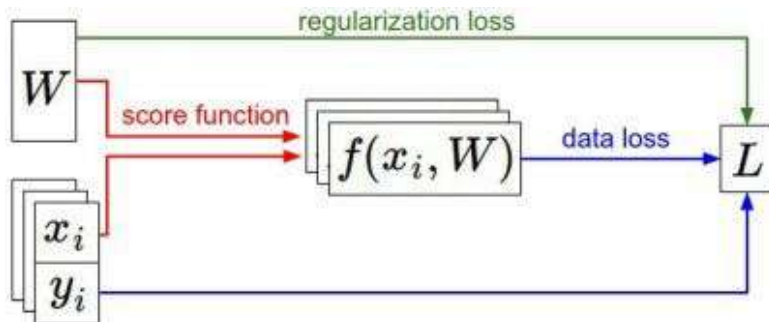 regularization loss
W
score function
f(x_i, W)
data loss
L
x_i
y_i